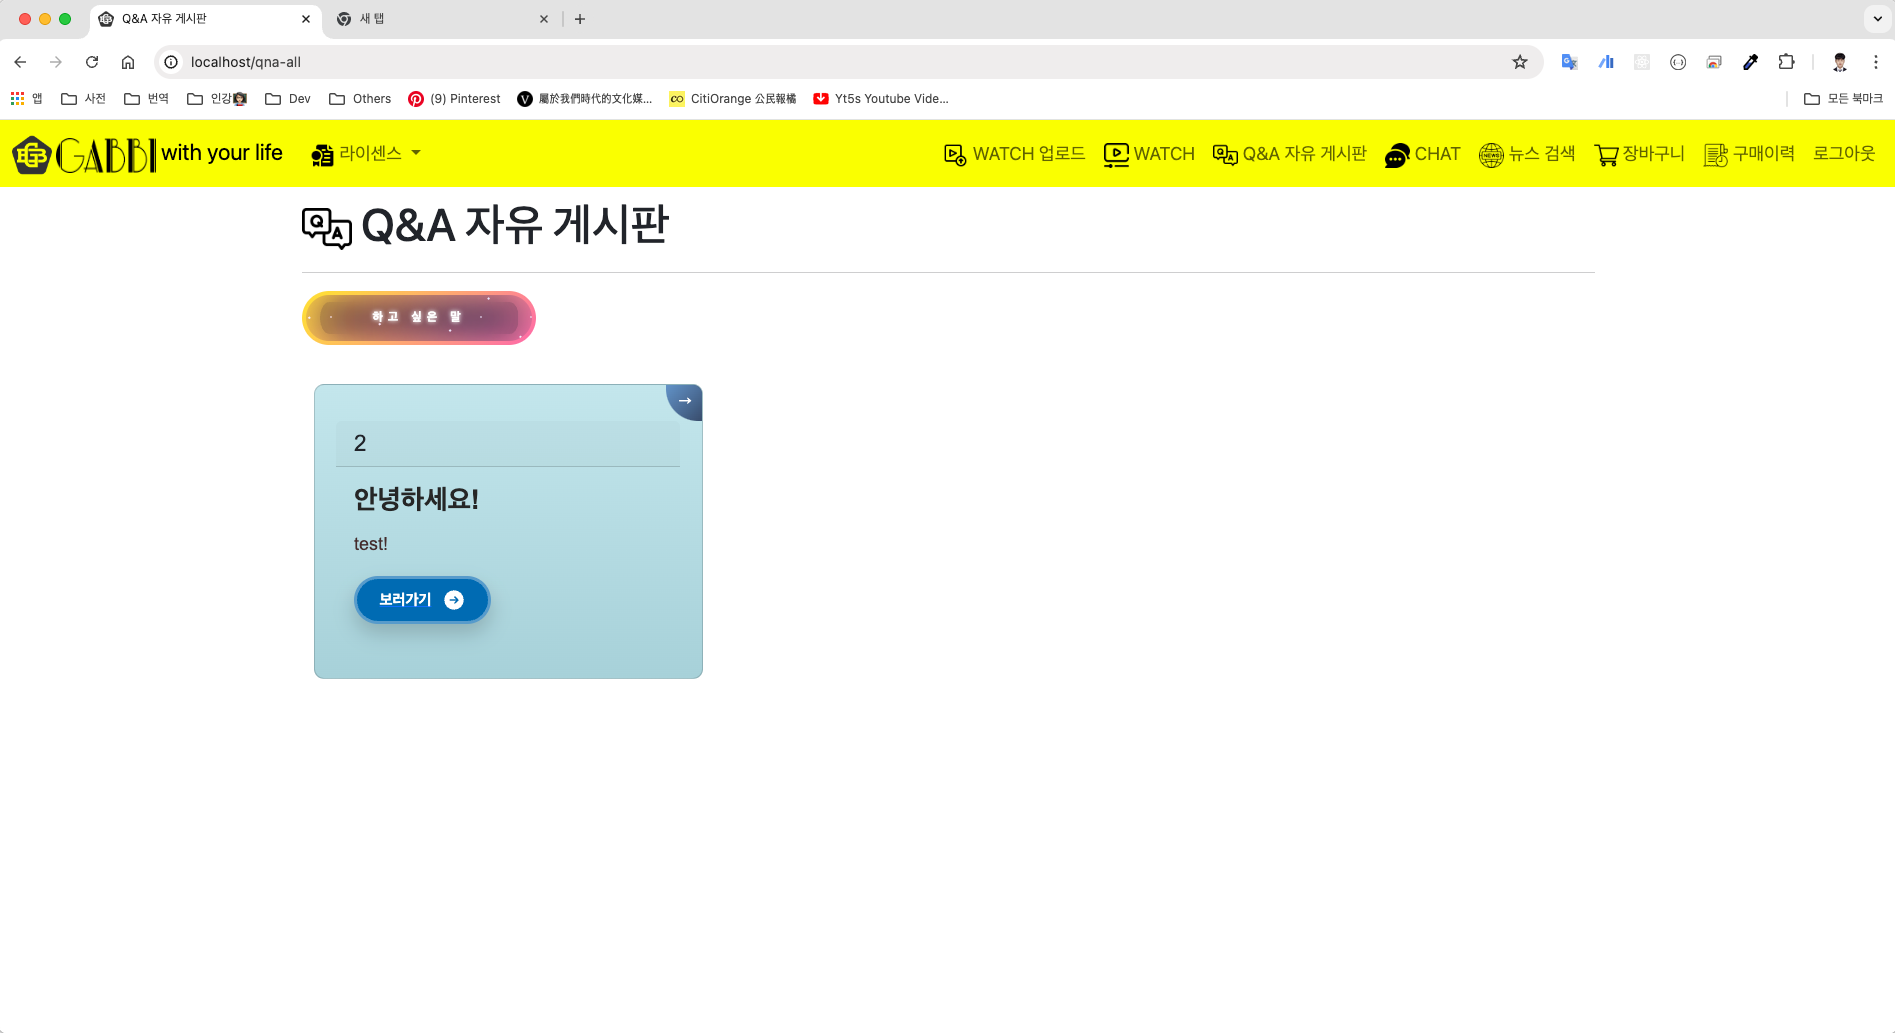 Q&A 자유 게시판
새 탭
localhost/qna-all
앱 사전 번역 인강 Dev Others (9) Pinterest 屬於我們時代的文化媒... CitiOrange 公民報橘 Yt5s Youtube Vide... 모든 북마크
GABBI with your life 라이센스 WATCH 업로드 WATCH Q&A 자유 게시판 CHAT 뉴스 검색 장바구니 구매이력 로그아웃
Q&A 자유 게시판
하고 싶은 말
→
2
안녕하세요!
test!
보러가기